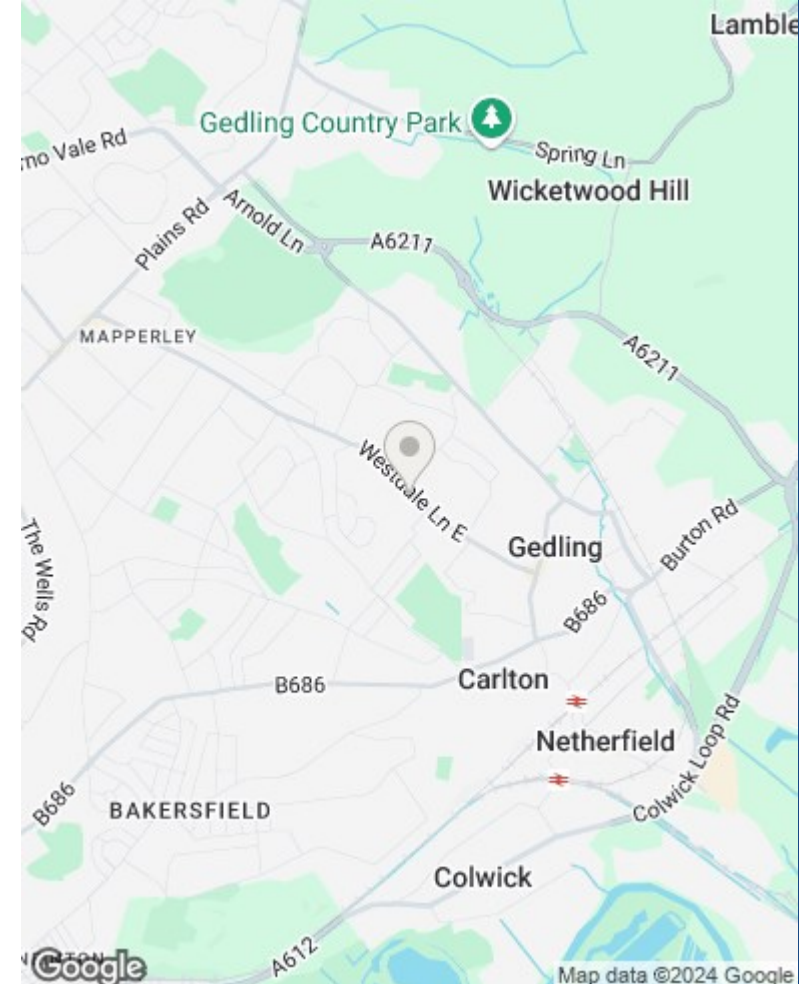 Lamble
Gedling Country Park
rno Vale Rd
Spring Ln
Wicketwood Hill
Plains Rd
Arnold Ln
A6211
MAPPERLEY
A6211
Westdale Ln E
The Wells Rd
Gedling
Burton Rd
B686
Carlton
B686
Netherfield
Colwick Loop Rd
B686
BAKERSFIELD
Colwick
A612
Google
Map data ©2024 Google